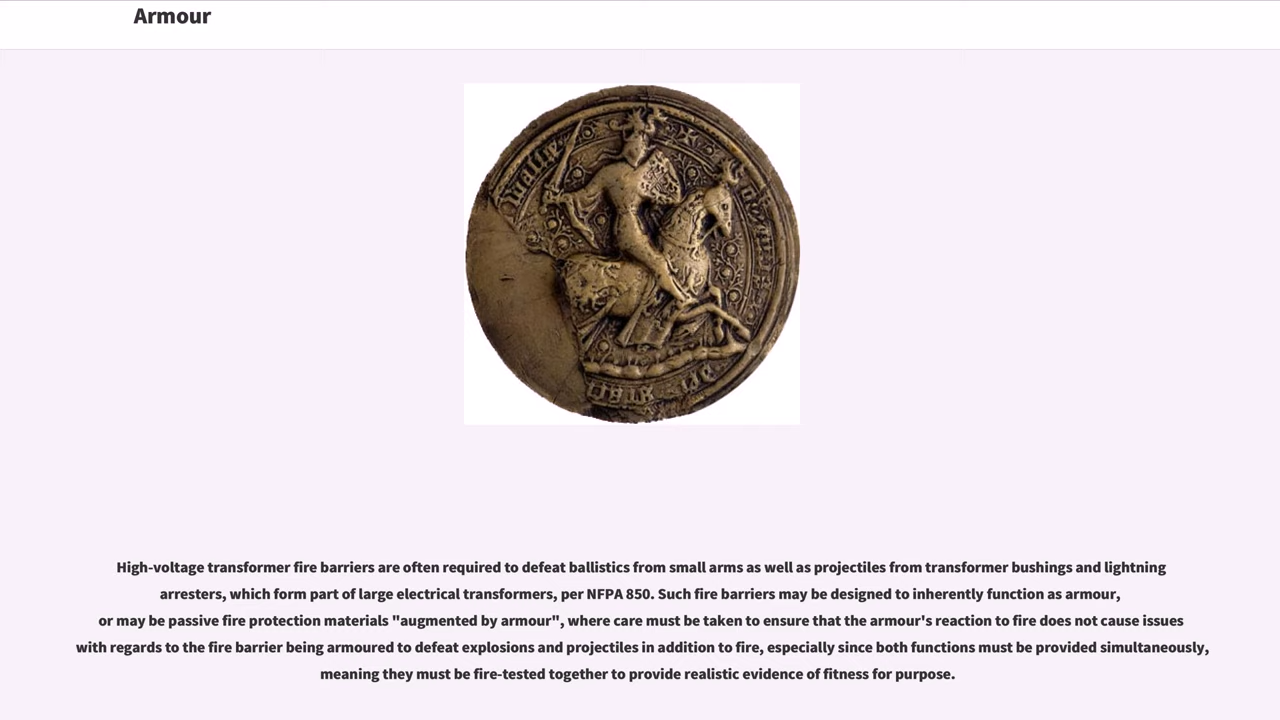 Armour
High-voltage transformer fire barriers are often required to defeat ballistics from small arms as well as projectiles from transformer bushings and lightning
arresters, which form part of large electrical transformers, per NFPA 850. Such fire barriers may be designed to inherently function as armour,
or may be passive fire protection materials "augmented by armour", where care must be taken to ensure that the armour's reaction to fire does not cause issues
with regards to the fire barrier being armoured to defeat explosions and projectiles in addition to fire, especially since both functions must be provided simultaneously,
meaning they must be fire-tested together to provide realistic evidence of fitness for purpose.